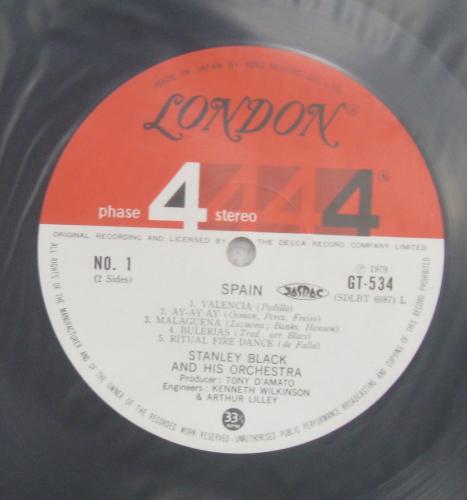 MADE IN JAPAN BY KING RECORD CO., LTD.
LONDON®
phase 4 stereo 4 4 4®
ORIGINAL RECORDING AND LICENSED BY THE DECCA RECORD COMPANY LIMITED
NO. 1
(2 Sides)
SPAIN JASRAC
℗ 1979
GT-534
(SDLBT 6087) L
1. VALENCIA (Padilla)
2. AY-AY-AY (Osman, Perez, Freire)
3. MALAGUENA (Lecuona; Banks, Hansen)
4. BULERIAS (Trad., arr. Black)
5. RITUAL FIRE DANCE (de Falla)
STANLEY BLACK
AND HIS ORCHESTRA
Producer: TONY D'AMATO
Engineers: KENNETH WILKINSON
& ARTHUR LILLEY
33⅓
ALL RIGHTS OF THE MANUFACTURER AND OF THE OWNER OF THE RECORDED WORK RESERVED-UNAUTHORISED PUBLIC PERFORMANCE BROADCASTING AND COPYING OF THIS RECORD PROHIBITED